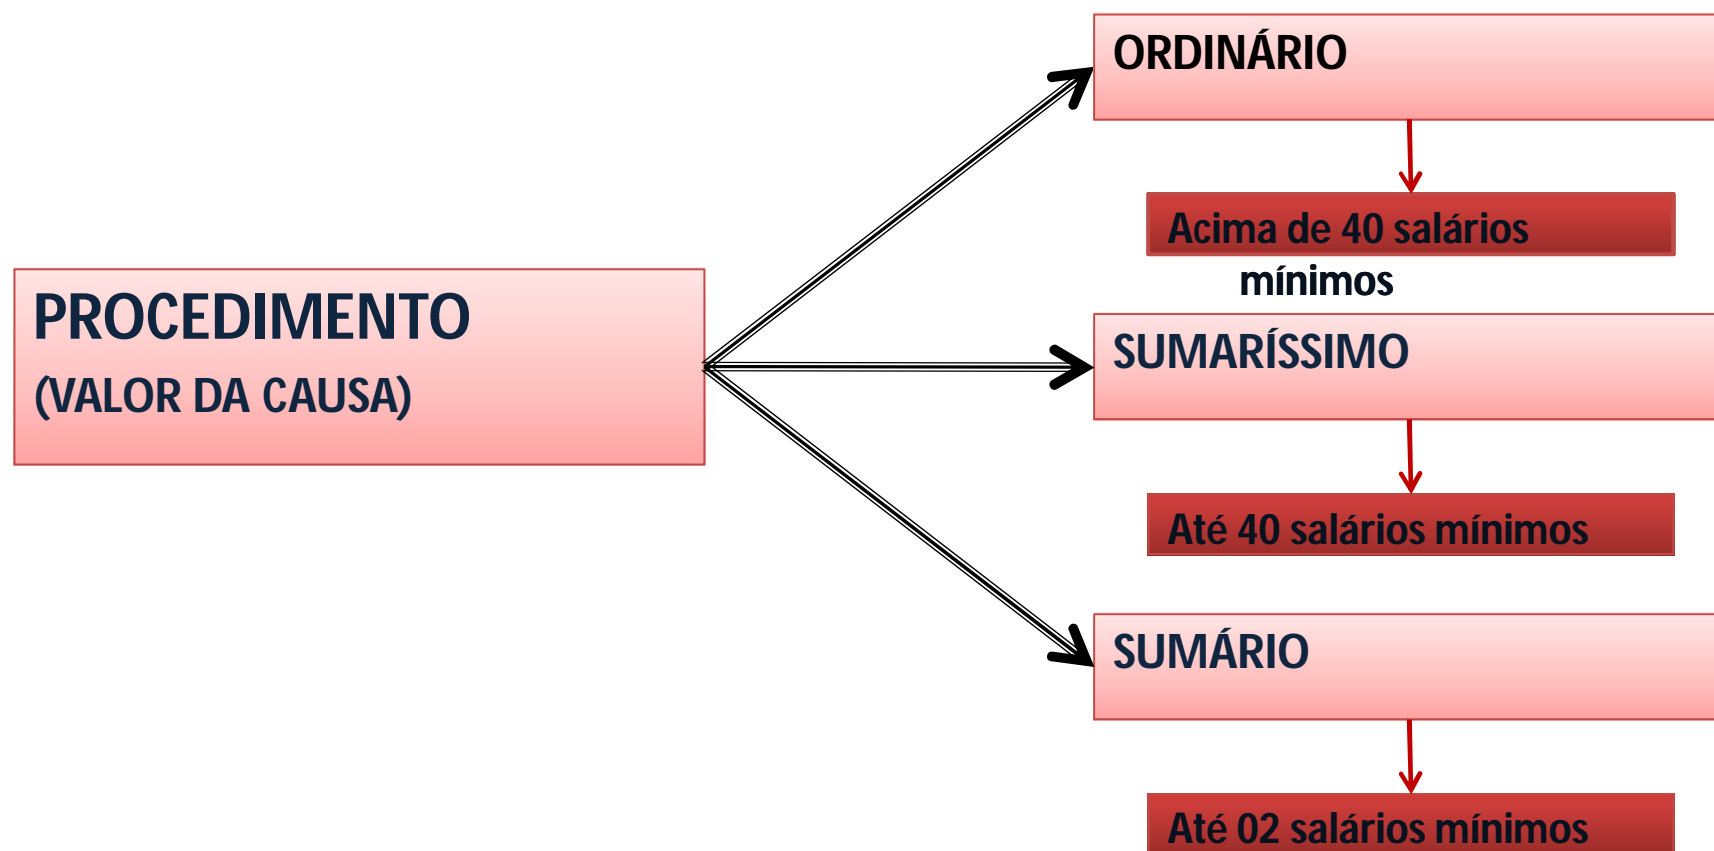 PROCEDIMENTO
(VALOR DA CAUSA)
ORDINÁRIO
Acima de 40 salários
mínimos
SUMARÍSSIMO
Até 40 salários mínimos
SUMÁRIO
Até 02 salários mínimos